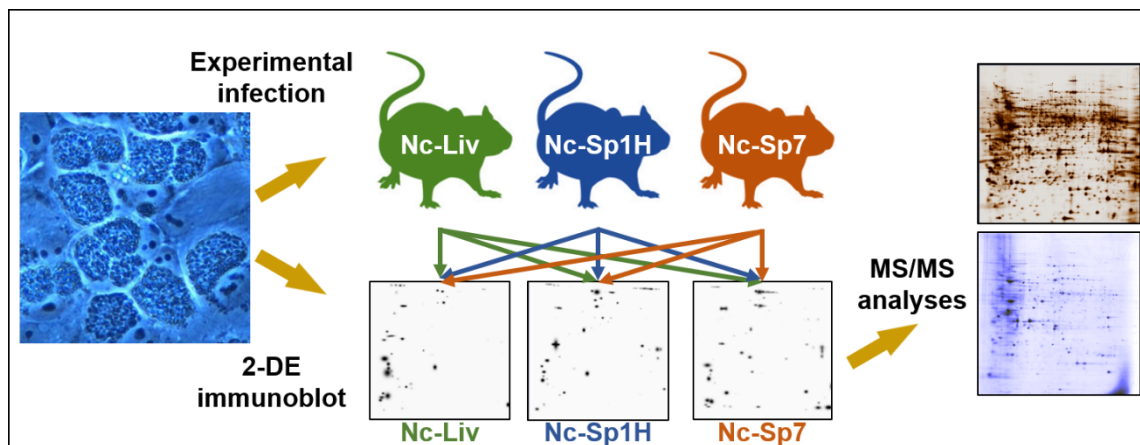 Experimental
infection
Nc-Liv
Nc-Sp1H
Nc-Sp7
MS/MS
analyses
2-DE
immunoblot
Nc-Liv
Nc-Sp1H
Nc-Sp7